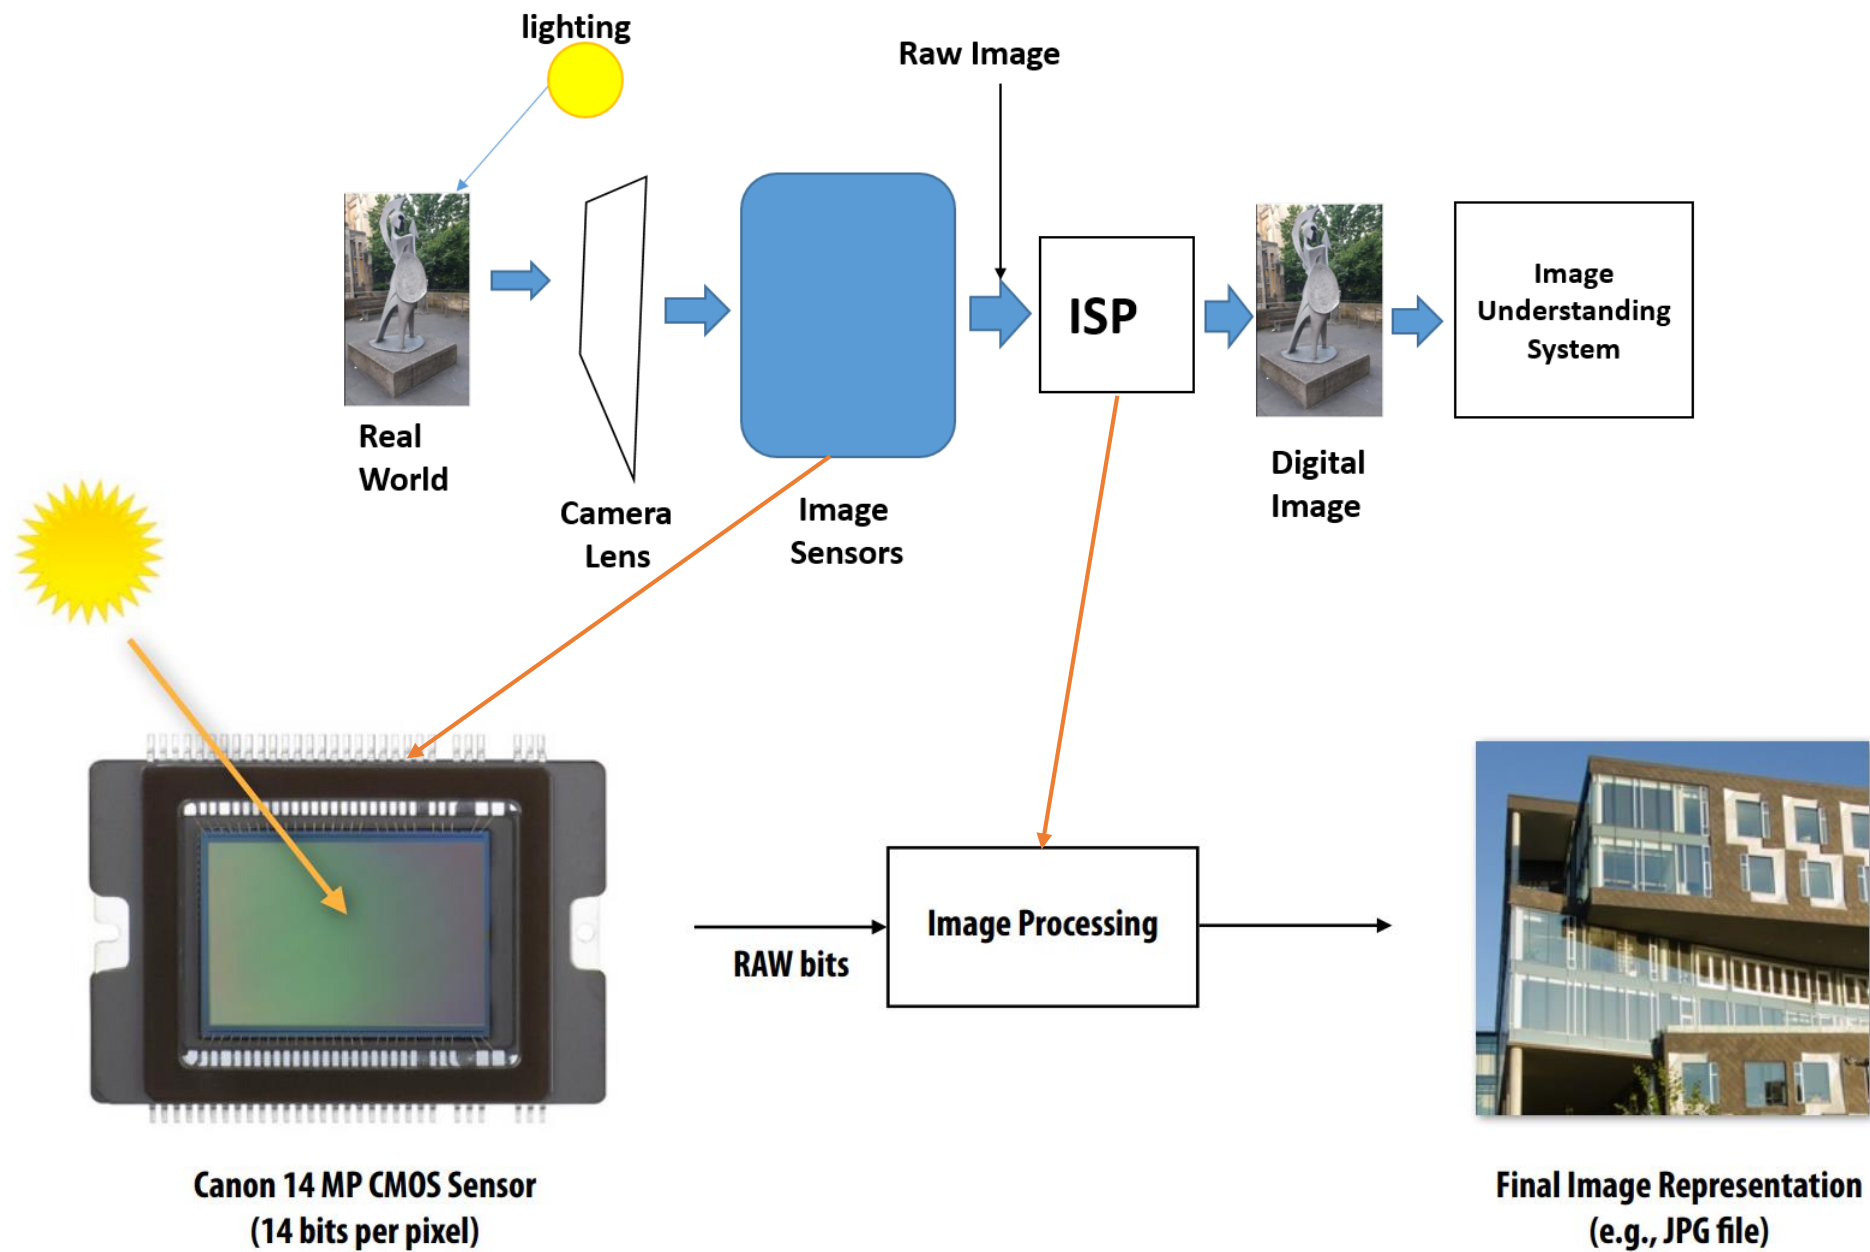 lighting
Raw Image
ISP
Image
Understanding
System
Real
World
Camera
Lens
Image
Sensors
Digital
Image
RAW bits
Image Processing
Canon 14 MP CMOS Sensor
(14 bits per pixel)
Final Image Representation
(e.g., JPG file)